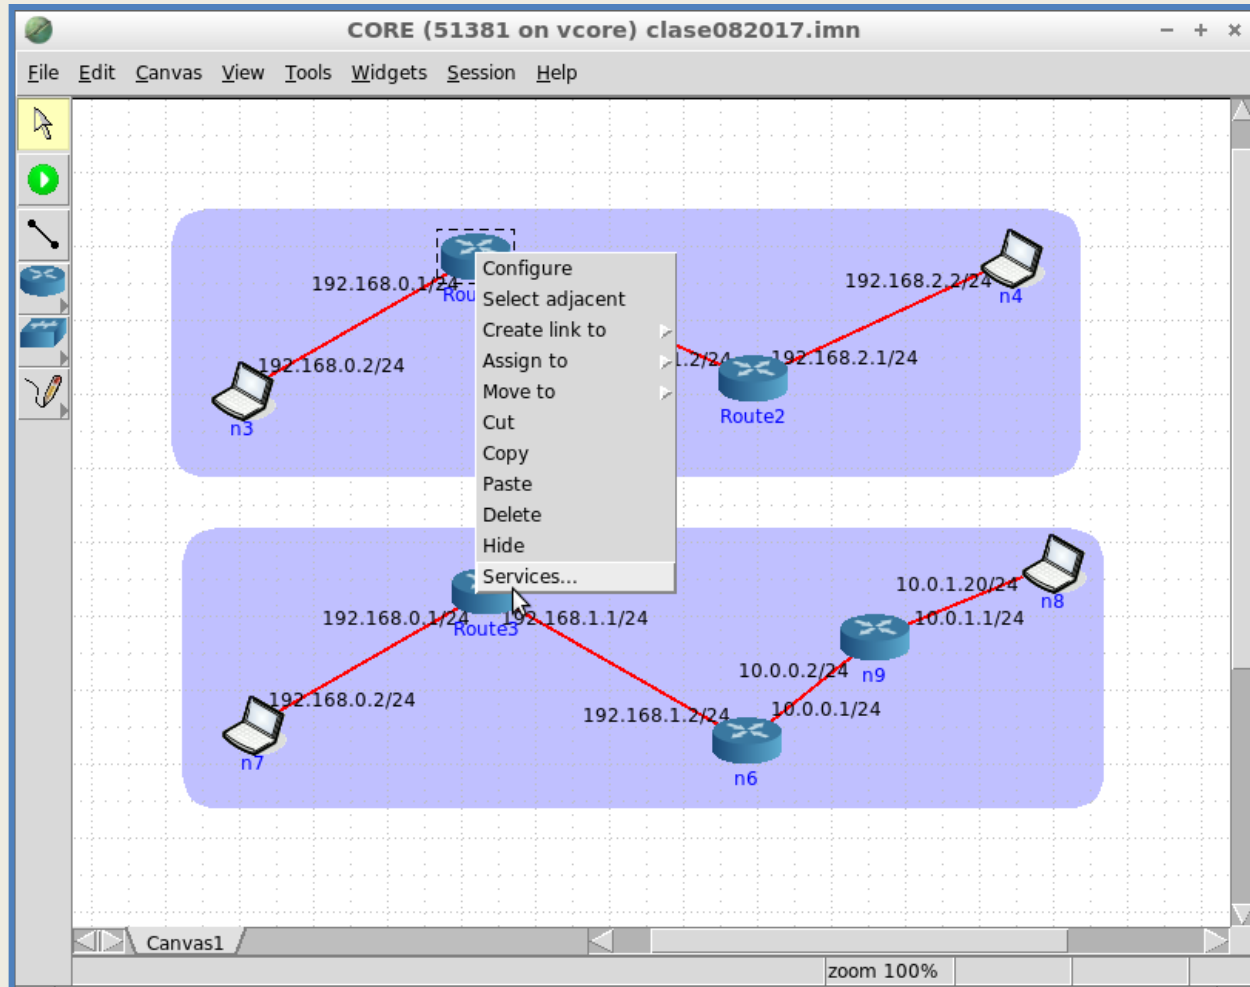 CORE (51381 on vcore) clase082017.imn
File Edit Canvas View Tools Widgets Session Help
192.168.0.1/24
Rou
192.168.0.2/24
n3
Configure
Select adjacent
Create link to
Assign to
Move to
Cut
Copy
Paste
Delete
Hide
Services...
192.168.2.2/24
n4
1.2/24
192.168.2.1/24
Route2
192.168.0.1/24
Route3
192.168.1.1/24
192.168.0.2/24
n7
192.168.1.2/24
n6
10.0.0.1/24
10.0.0.2/24
n9
10.0.1.1/24
10.0.1.20/24
n8
Canvas1
zoom 100%